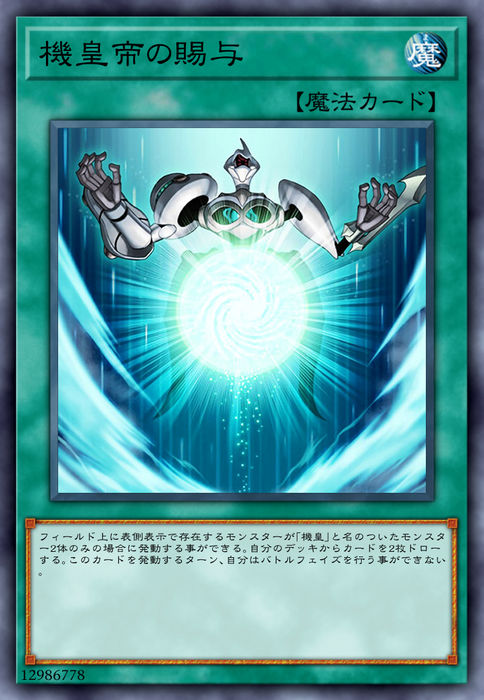 機皇帝の賜与
魔
【魔法カード】
フィールド上に表側表示で存在するモンスターが「機皇」と名のついたモンスタ
ー2体のみの場合に発動する事ができる。自分のデッキからカードを2枚ドロー
する。このカードを発動するターン、自分はバトルフェイズを行う事ができない
。
12986778